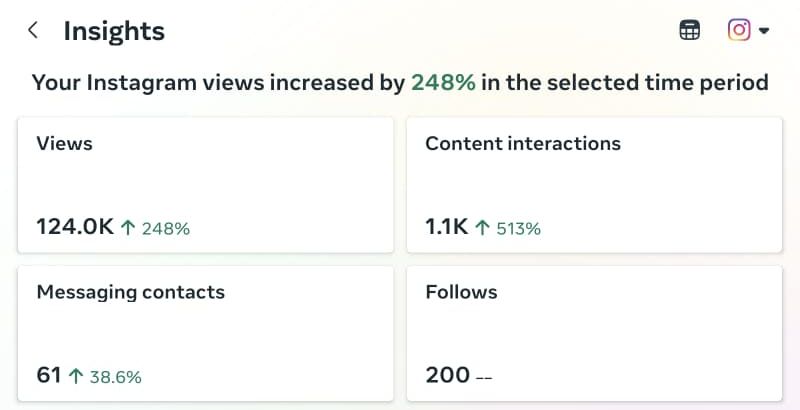 Insights
Your Instagram views increased by 248% in the selected time period
Views
124.0K ↑ 248%
Content interactions
1.1K ↑ 513%
Messaging contacts
61 ↑ 38.6%
Follows
200 --